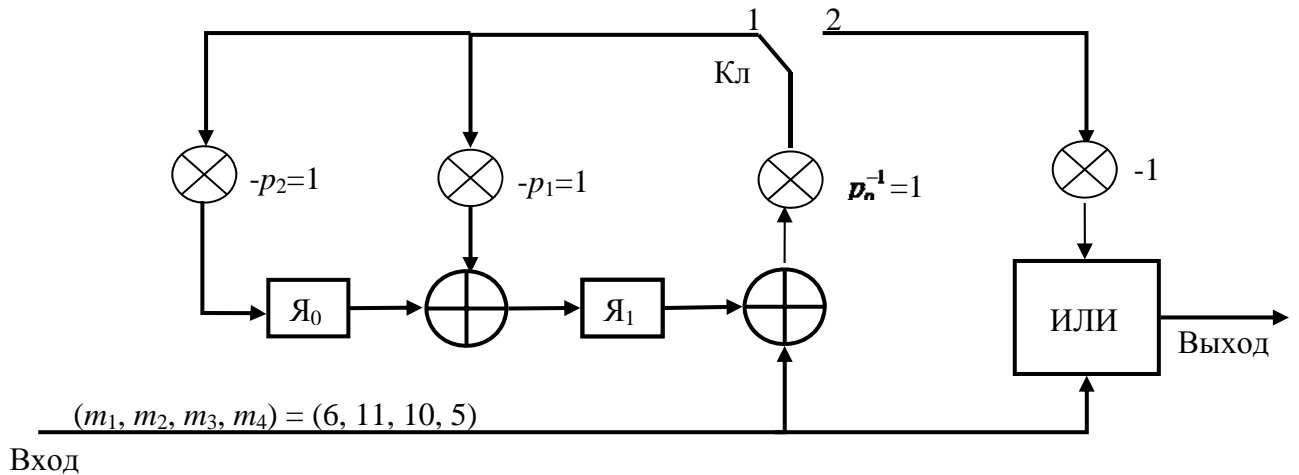 1
2
Кл
-p₂=1
-p₁=1
p₀⁻¹=1
-1
Я₀
Я₁
ИЛИ
Выход
(m₁, m₂, m₃, m₄) = (6, 11, 10, 5)
Вход